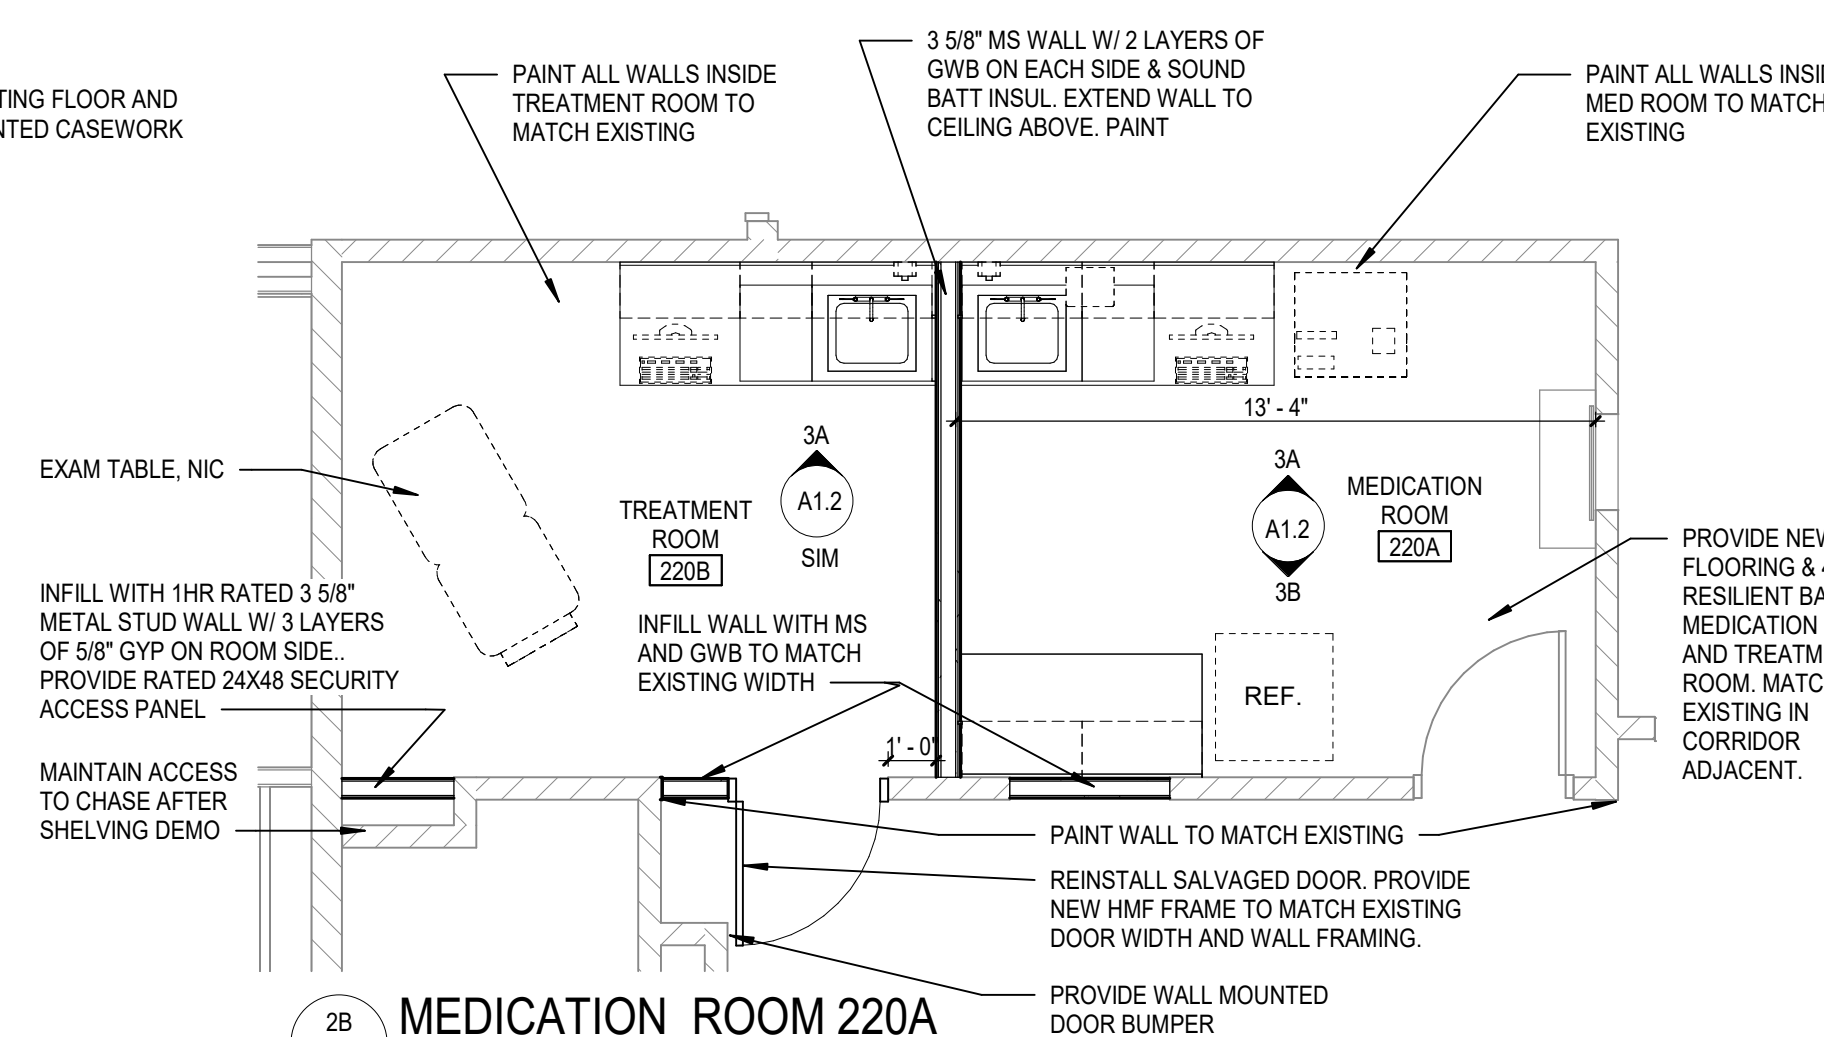 TING FLOOR AND
NTED CASEWORK
PAINT ALL WALLS INSIDE
TREATMENT ROOM TO
MATCH EXISTING
3 5/8" MS WALL W/ 2 LAYERS OF
GWB ON EACH SIDE & SOUND
BATT INSUL. EXTEND WALL TO
CEILING ABOVE. PAINT
PAINT ALL WALLS INSID
MED ROOM TO MATCH
EXISTING
13' - 4"
EXAM TABLE, NIC
3A
A1.2
SIM
TREATMENT
ROOM
220B
3A
A1.2
3B
MEDICATION
ROOM
220A
INFILL WITH 1HR RATED 3 5/8"
METAL STUD WALL W/ 3 LAYERS
OF 5/8" GYP ON ROOM SIDE..
PROVIDE RATED 24X48 SECURITY
ACCESS PANEL
INFILL WALL WITH MS
AND GWB TO MATCH
EXISTING WIDTH
REF.
PROVIDE NEW
FLOORING & 4
RESILIENT BA
MEDICATION
AND TREATM
ROOM. MATC
EXISTING IN
CORRIDOR
ADJACENT.
1' - 0"
MAINTAIN ACCESS
TO CHASE AFTER
SHELVING DEMO
PAINT WALL TO MATCH EXISTING
REINSTALL SALVAGED DOOR. PROVIDE
NEW HMF FRAME TO MATCH EXISTING
DOOR WIDTH AND WALL FRAMING.
PROVIDE WALL MOUNTED
DOOR BUMPER
2B
MEDICATION ROOM 220A